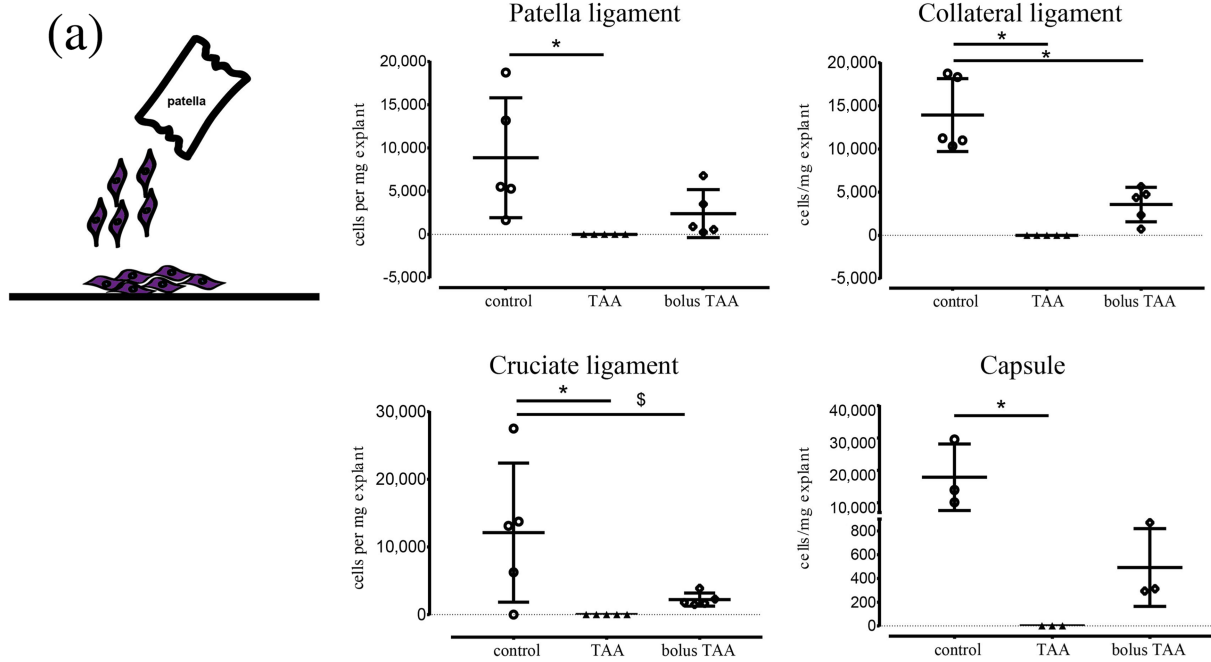 (a)
patella
Patella ligament
*
cells per mg explant
20,000
15,000
10,000
5,000
0
-5,000
control TAA bolus TAA
Collateral ligament
*
*
cells/mg explant
20,000
15,000
10,000
5,000
0
-5,000
control TAA bolus TAA
Cruciate ligament
* $
cells per mg explant
30,000
20,000
10,000
0
control TAA bolus TAA
Capsule
*
cells/mg explant
40,000
30,000
20,000
10,000
800
600
400
200
0
control TAA bolus TAA